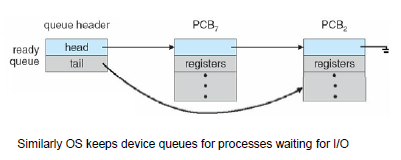 queue header PCB7 PCB2
ready queue
head
tail
registers
registers
Similarly OS keeps device queues for processes waiting for I/O